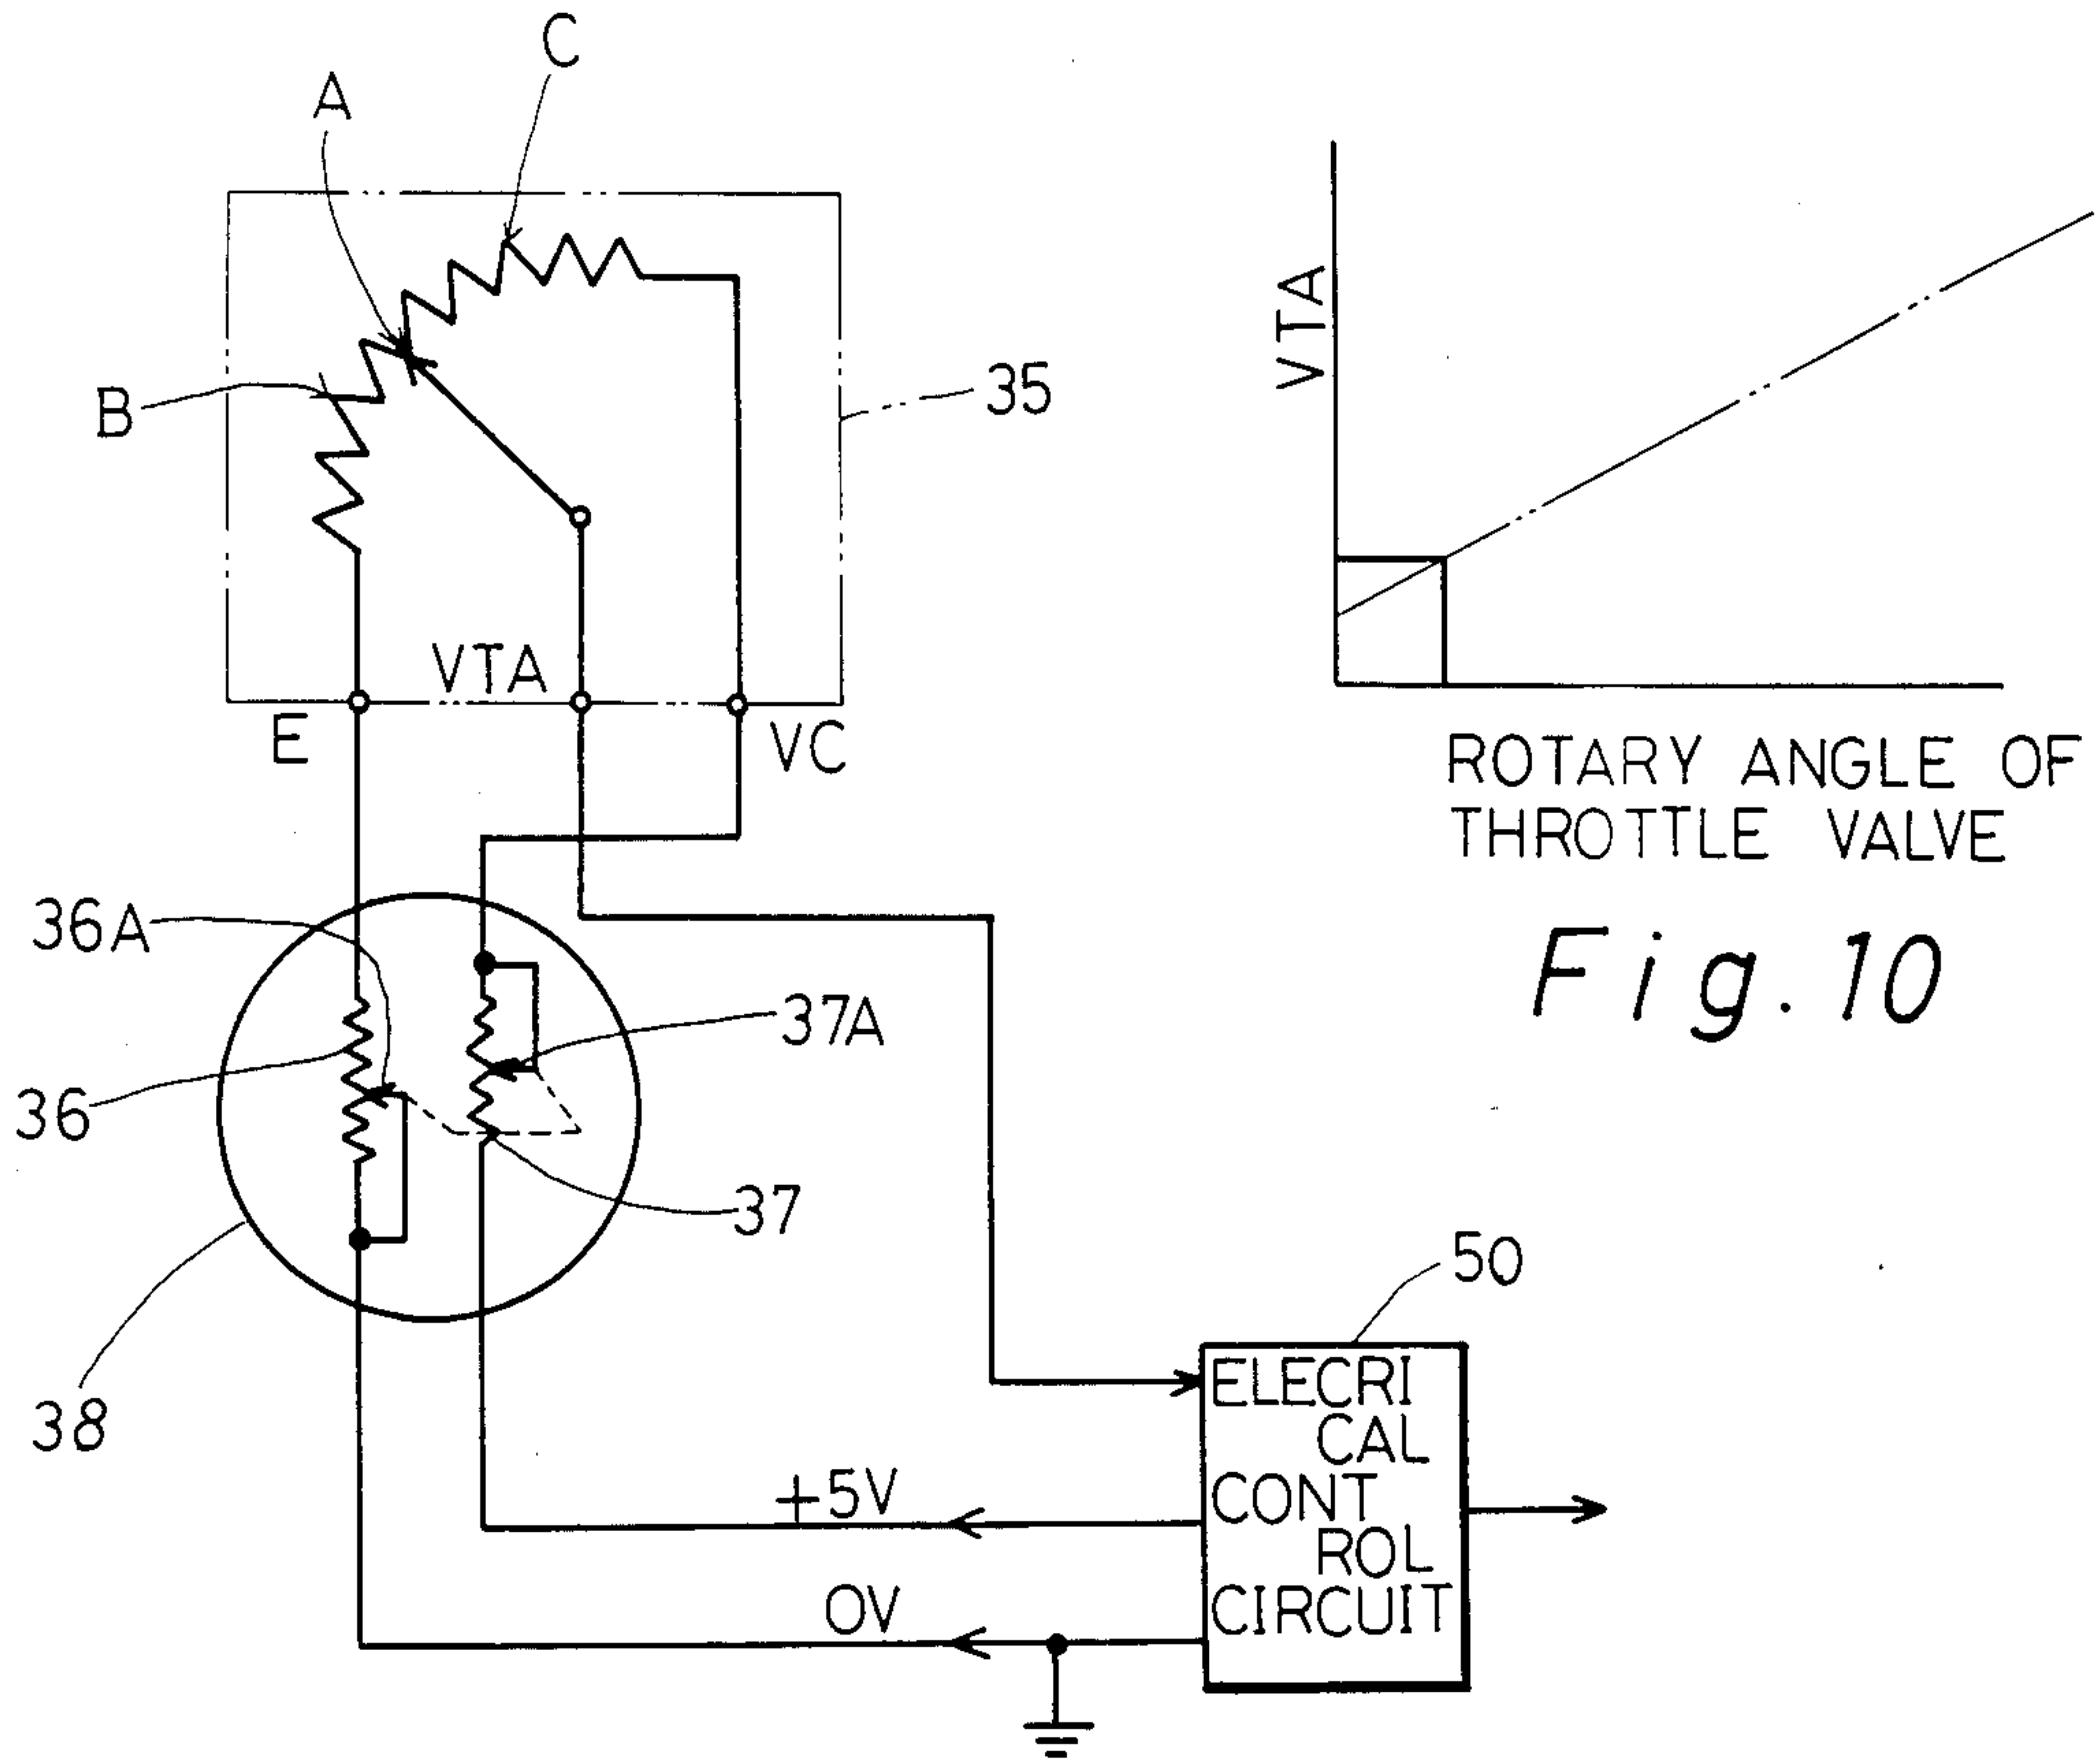 C
A
B
35
VTA
E
VC
VTA
ROTARY ANGLE OF
THROTTLE VALVE
Fig. 10
36A
37A
36
37
38
50
ELECRI
CAL
CONT
ROL
CIRCUIT
+5V
0V